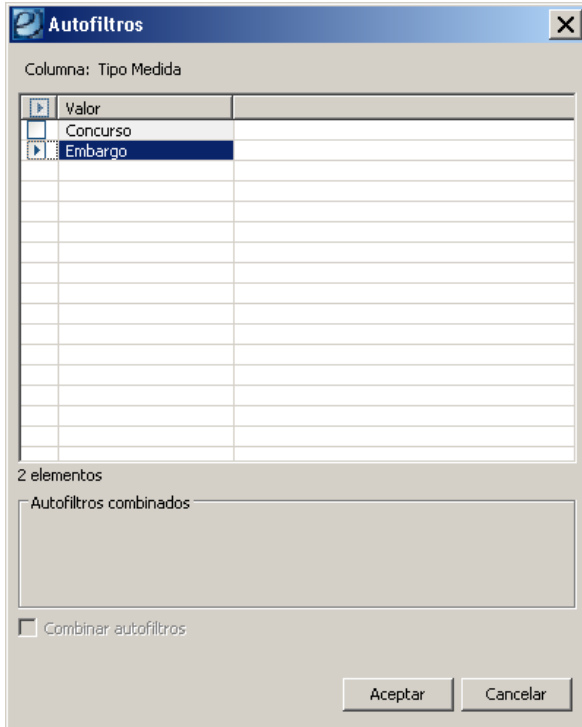 Autofiltros
Columna: Tipo Medida
Valor
Concurso
Embargo
2 elementos
Autofiltros combinados
Combinar autofiltros
Aceptar Cancelar